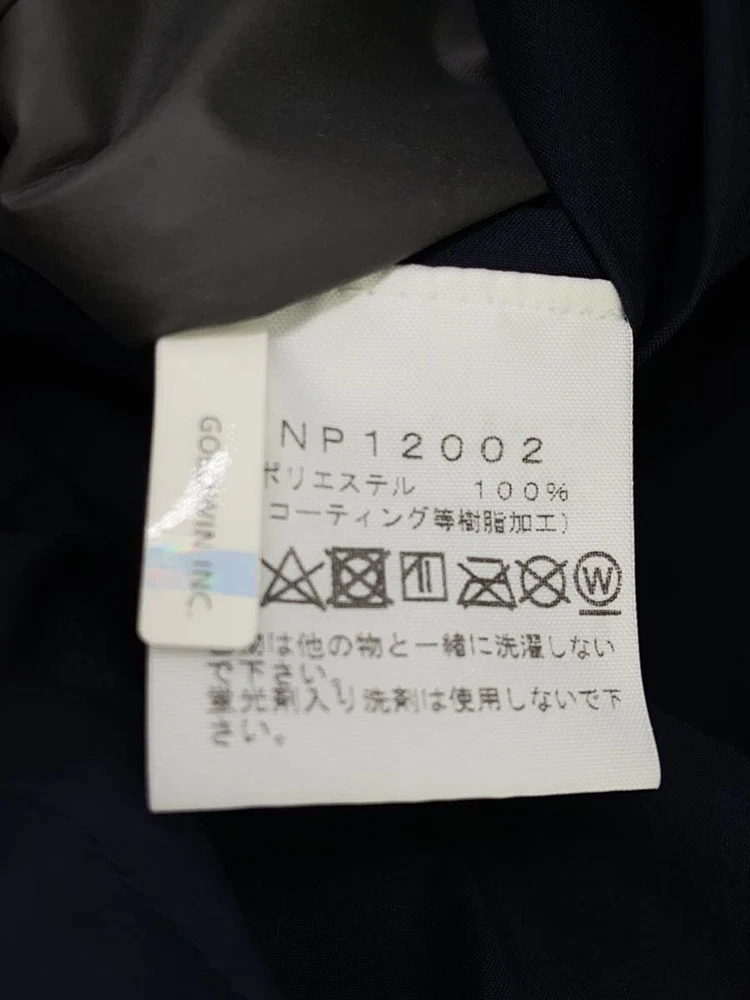 NP12002
ポリエステル 100%
コーティング等樹脂加工)
W
は他の物と一緒に洗濯しない
で下さい。
蛍光剤入り洗剤は使用しないで下
さい。
GOLDWIN INC.